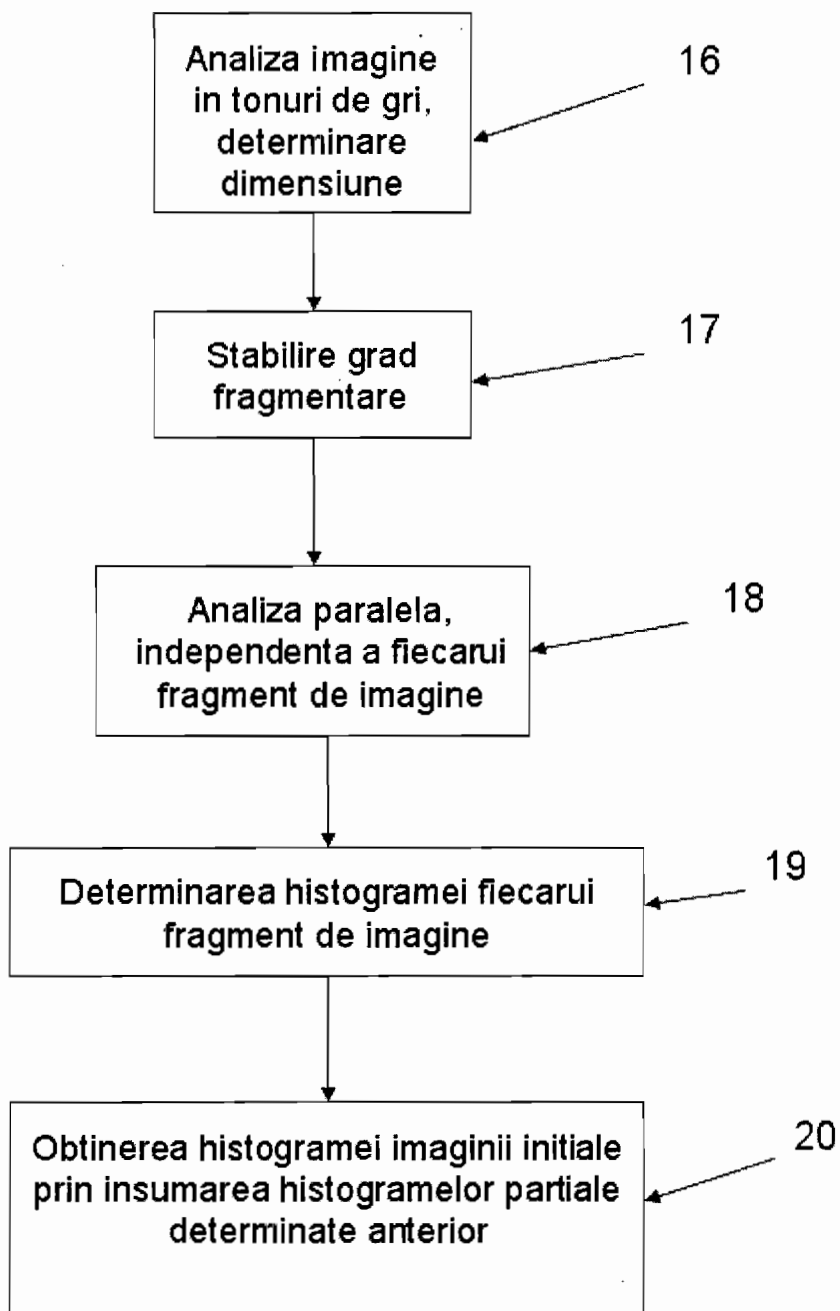 Analiza imagine
in tonuri de gri,
determinare
dimensiune
16
Stabilire grad
fragmentare
17
Analiza paralela,
independenta a fiecarui
fragment de imagine
18
Determinarea histogramei fiecarui
fragment de imagine
19
Obtinerea histogramei imaginii initiale
prin insumarea histogramelor partiale
determinate anterior
20